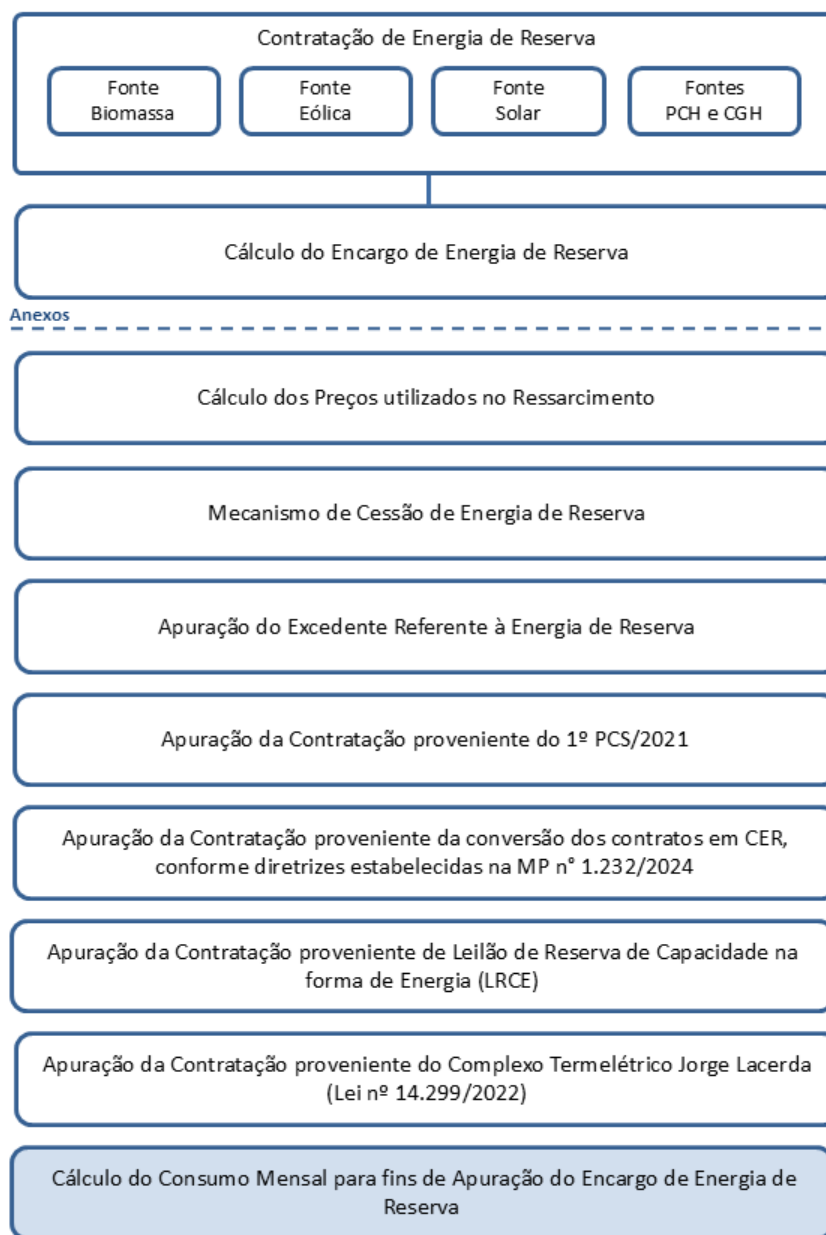 Contratação de Energia de Reserva
Fonte
Biomassa
Fonte
Eólica
Fonte
Solar
Fontes
PCH e CGH
Cálculo do Encargo de Energia de Reserva
Anexos
Cálculo dos Preços utilizados no Ressarcimento
Mecanismo de Cessão de Energia de Reserva
Apuração do Excedente Referente à Energia de Reserva
Apuração da Contratação proveniente do 1º PCS/2021
Apuração da Contratação proveniente da conversão dos contratos em CER,
conforme diretrizes estabelecidas na MP n° 1.232/2024
Apuração da Contratação proveniente de Leilão de Reserva de Capacidade na
forma de Energia (LRCE)
Apuração da Contratação proveniente do Complexo Termelétrico Jorge Lacerda
(Lei nº 14.299/2022)
Cálculo do Consumo Mensal para fins de Apuração do Encargo de Energia de
Reserva